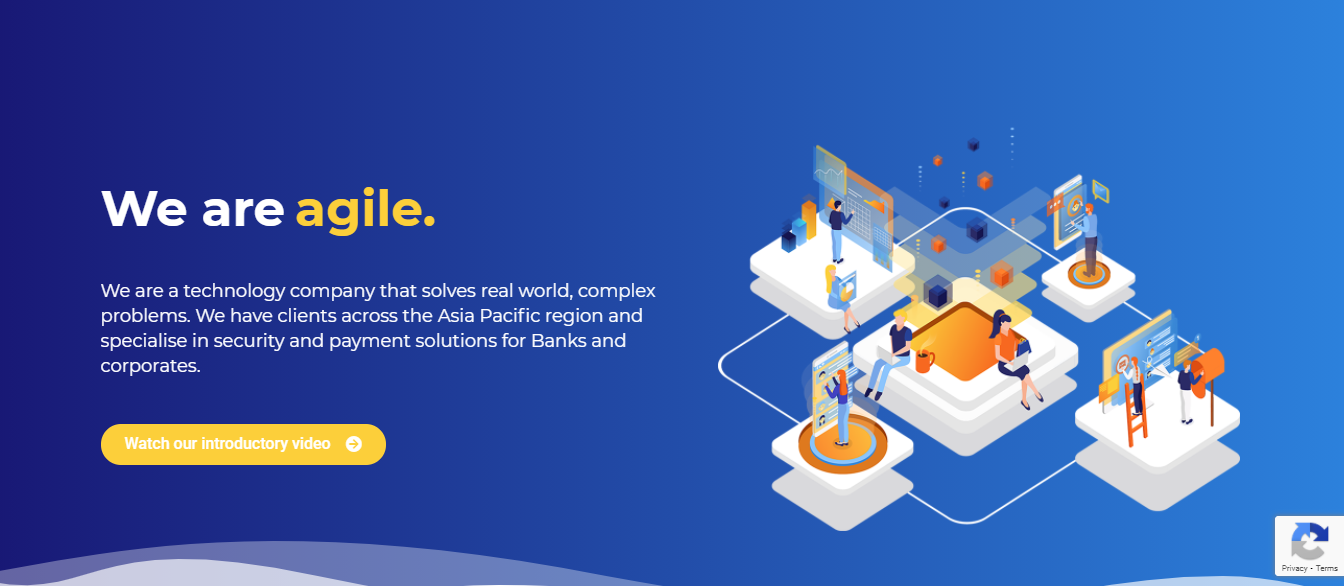 We are agile.
We are a technology company that solves real world, complex
problems. We have clients across the Asia Pacific region and
specialise in security and payment solutions for Banks and
corporates.
Watch our introductory video
Privacy - Terms